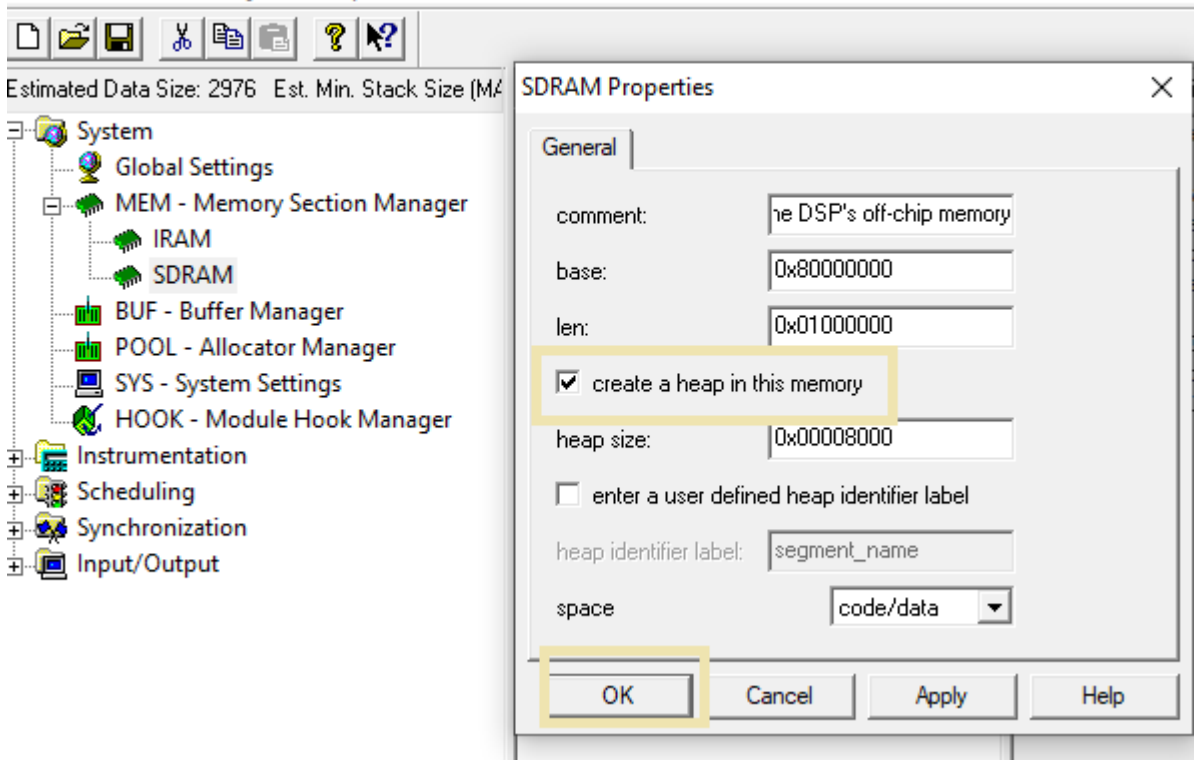 Estimated Data Size: 2976 Est. Min. Stack Size (MA
System
Global Settings
MEM - Memory Section Manager
IRAM
SDRAM
BUF - Buffer Manager
POOL - Allocator Manager
SYS - System Settings
HOOK - Module Hook Manager
Instrumentation
Scheduling
Synchronization
Input/Output
SDRAM Properties
General
comment: he DSP's off-chip memory
base: 0x80000000
len: 0x01000000
create a heap in this memory
heap size: 0x00008000
enter a user defined heap identifier label
heap identifier label: segment_name
space code/data
OK Cancel Apply Help